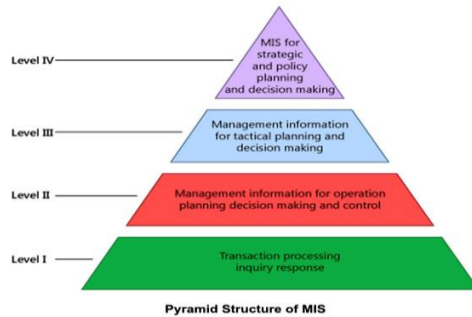 Level IV
MIS for
strategic
and policy
planning
and decision making
Level III
Management information
for tactical planning and
decision making
Level II
Management information for operation
planning decision making and control
Level I
Transaction processing
inquiry response
Pyramid Structure of MIS